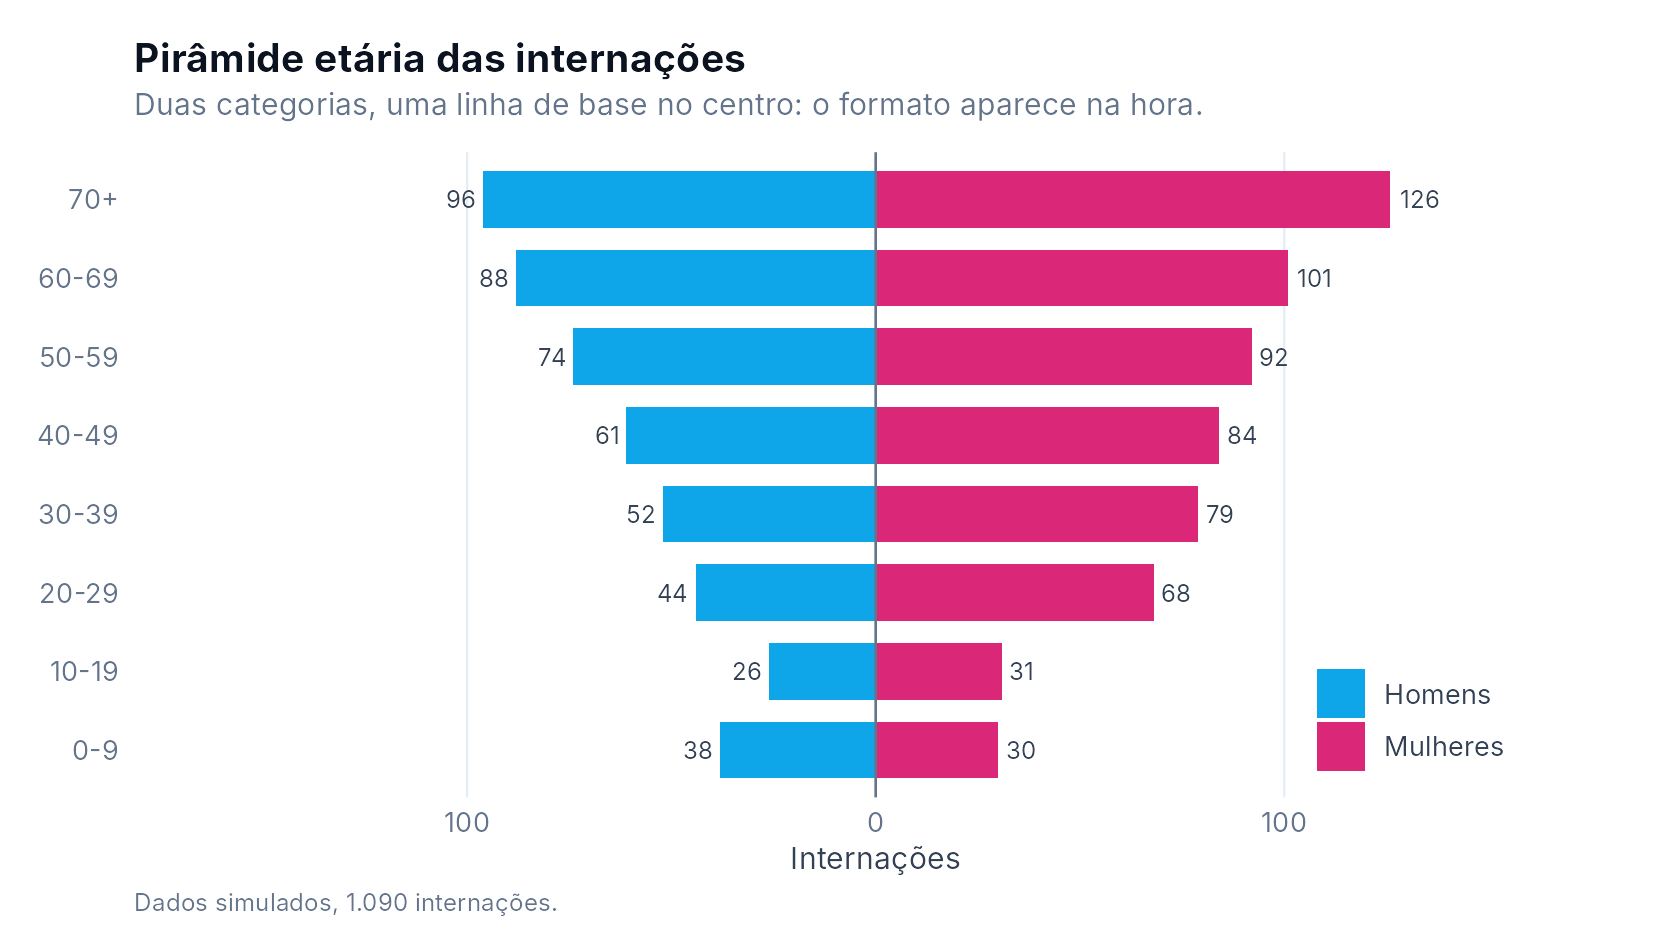 Pirâmide etária das internações
Duas categorias, uma linha de base no centro: o formato aparece na hora.
70+ 96 126
60-69 88 101
50-59 74 92
40-49 61 84
30-39 52 79
20-29 44 68
10-19 26 31
0-9 38 30
Homens
Mulheres
100 0 100
Internações
Dados simulados, 1.090 internações.